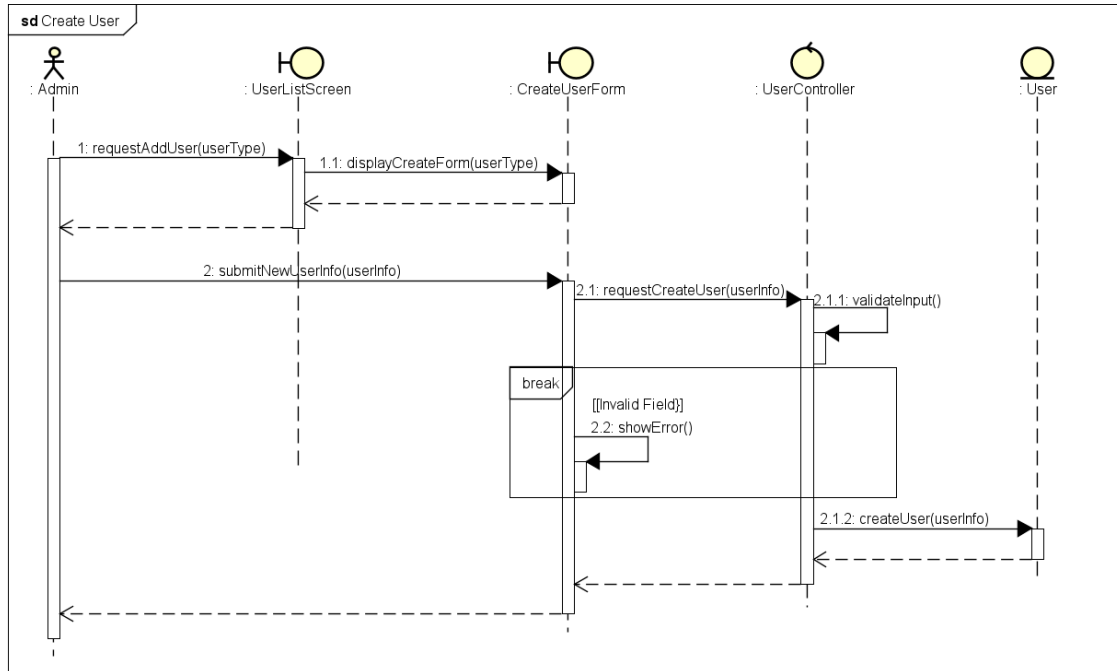 sd Create User
: Admin
: UserListScreen
: CreateUserForm
: UserController
: User
1: requestAddUser(userType)
1.1: displayCreateForm(userType)
2: submitNewUserInfo(userInfo)
2.1: requestCreateUser(userInfo)
2.1.1: validateInput()
break
[[Invalid Field}]
2.2: showError()
2.1.2: createUser(userInfo)